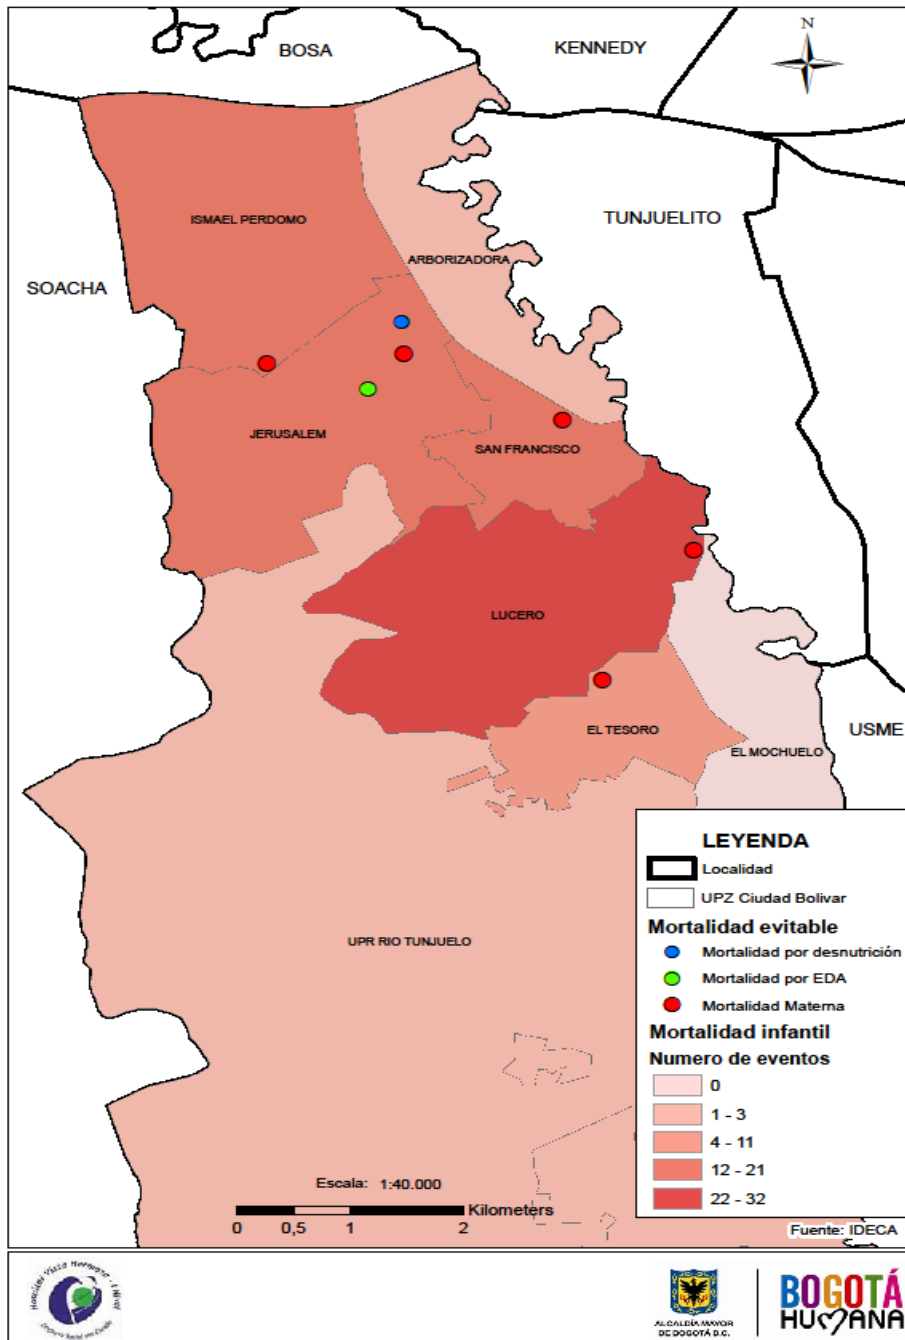 BOSA
KENNEDY
N
ISMAEL PERDOMO
TUNJUELITO
ARBORIZADORA
SOACHA
JERUSALEM
SAN FRANCISCO
LUCERO
EL TESORO
USME
EL MOCHUELO
UPR RIO TUNJUELO
LEYENDA
Localidad
UPZ Ciudad Bolivar
Mortalidad evitable
Mortalidad por desnutrición
Mortalidad por EDA
Mortalidad Materna
Mortalidad infantil
Numero de eventos
0
1 - 3
4 - 11
12 - 21
22 - 32
Escala: 1:40.000
Kilometers
0 0,5 1 2
Fuente: IDECA
ALCALDÍA MAYOR
DE BOGOTÁ D.C.
BOGOTÁ
HUMANA